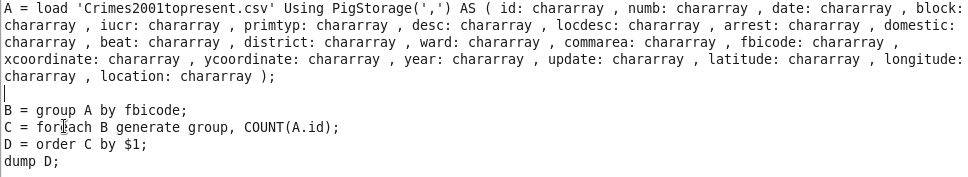 A = load 'Crimes2001topresent.csv' Using PigStorage(',') AS ( id: chararray , numb: chararray , date: chararray , block:
chararray , iucr: chararray , primtyp: chararray , desc: chararray , locdesc: chararray , arrest: chararray , domestic:
chararray , beat: chararray , district: chararray , ward: chararray , commarea: chararray , fbicode: chararray ,
xcoordinate: chararray , ycoordinate: chararray , year: chararray , update: chararray , latitude: chararray , longitude:
chararray , location: chararray );
B = group A by fbicode;
C = foreach B generate group, COUNT(A.id);
D = order C by $1;
dump D;